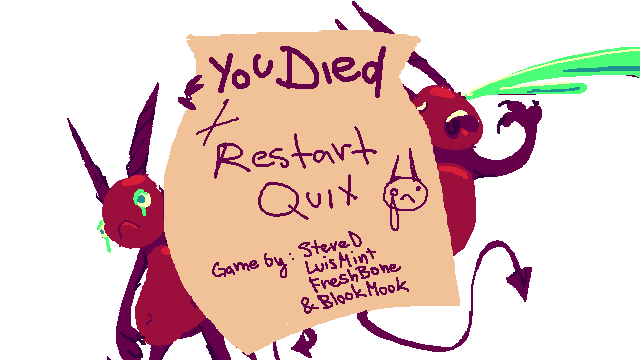 You Died
X Restart
Quix
Game by: SteveD
LuisMint
FreshBone
& BlookMook